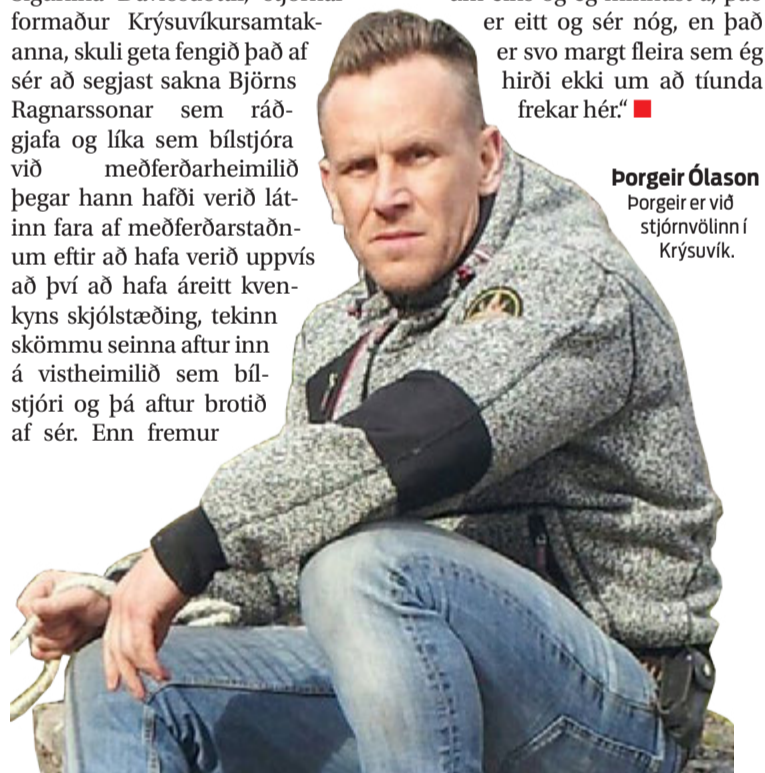 formaður Krýsuvíkursamtak-
anna, skuli geta fengið það af
sér að segjast sakna Björns
Ragnarssonar sem ráð-
gjafa og líka sem bílstjóra
við meðferðarheimilið
þegar hann hafði verið lát-
inn fara af meðferðarstaðn-
um eftir að hafa verið uppvís
að því að hafa áreitt kven-
kyns skjólstæðing, tekinn
skömmu seinna aftur inn
á vistheimilið sem bíl-
stjóri og þá aftur brotið
af sér. Enn fremur
er eitt og sér nóg, en það
er svo margt fleira sem ég
hirði ekki um að tíunda
frekar hér.“
Þorgeir Ólason
Þorgeir er við
stjórnvölinn í
Krýsuvík.